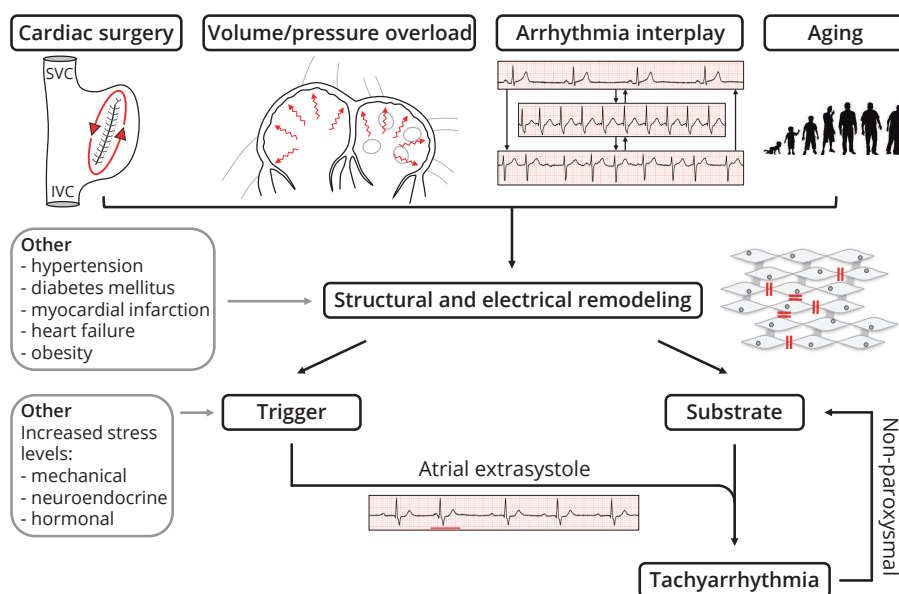 Cardiac surgery
Volume/pressure overload
Arrhythmia interplay
Aging
SVC
IVC
Other
- hypertension
- diabetes mellitus
- myocardial infarction
- heart failure
- obesity
Structural and electrical remodeling
Other
Increased stress
levels:
- mechanical
- neuroendocrine
- hormonal
Trigger
Substrate
Atrial extrasystole
Non-paroxysmal
Tachyarrhythmia